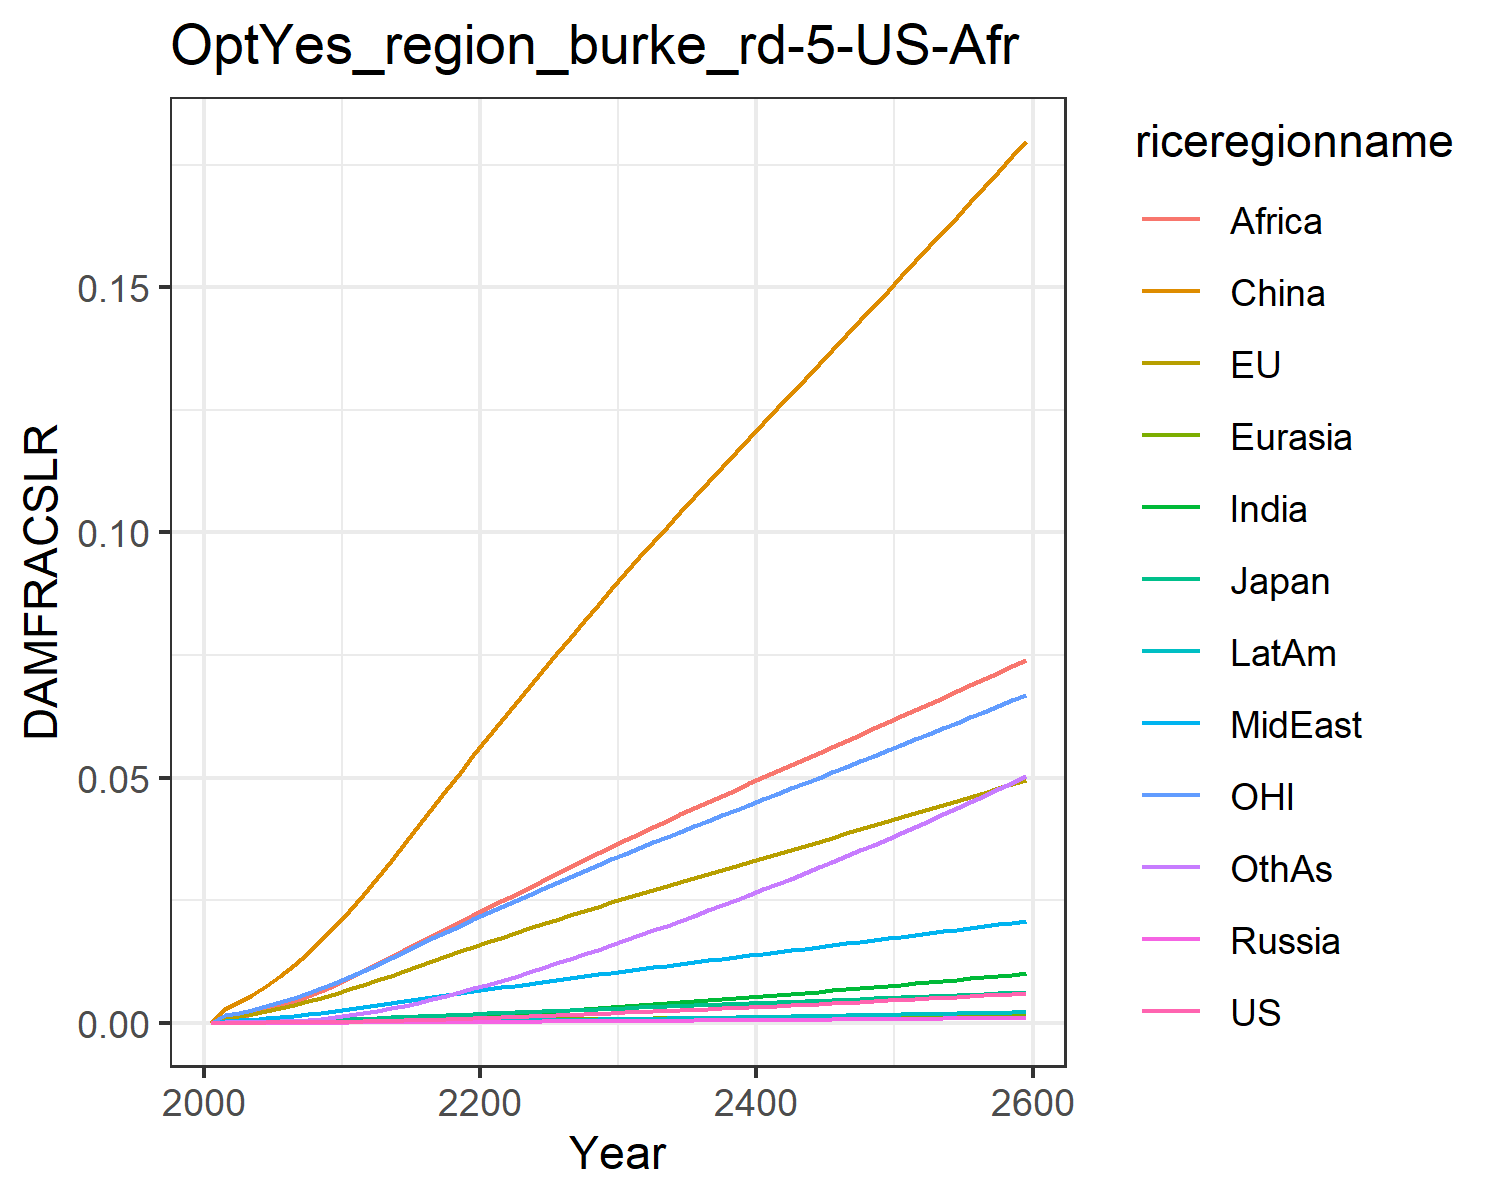 OptYes_region_burke_rd-5-US-Afr
DAMFRACSLR
0.15
0.10
0.05
0.00
2000 2200 2400 2600
Year
riceregionname
Africa
China
EU
Eurasia
India
Japan
LatAm
MidEast
OHI
OthAs
Russia
US